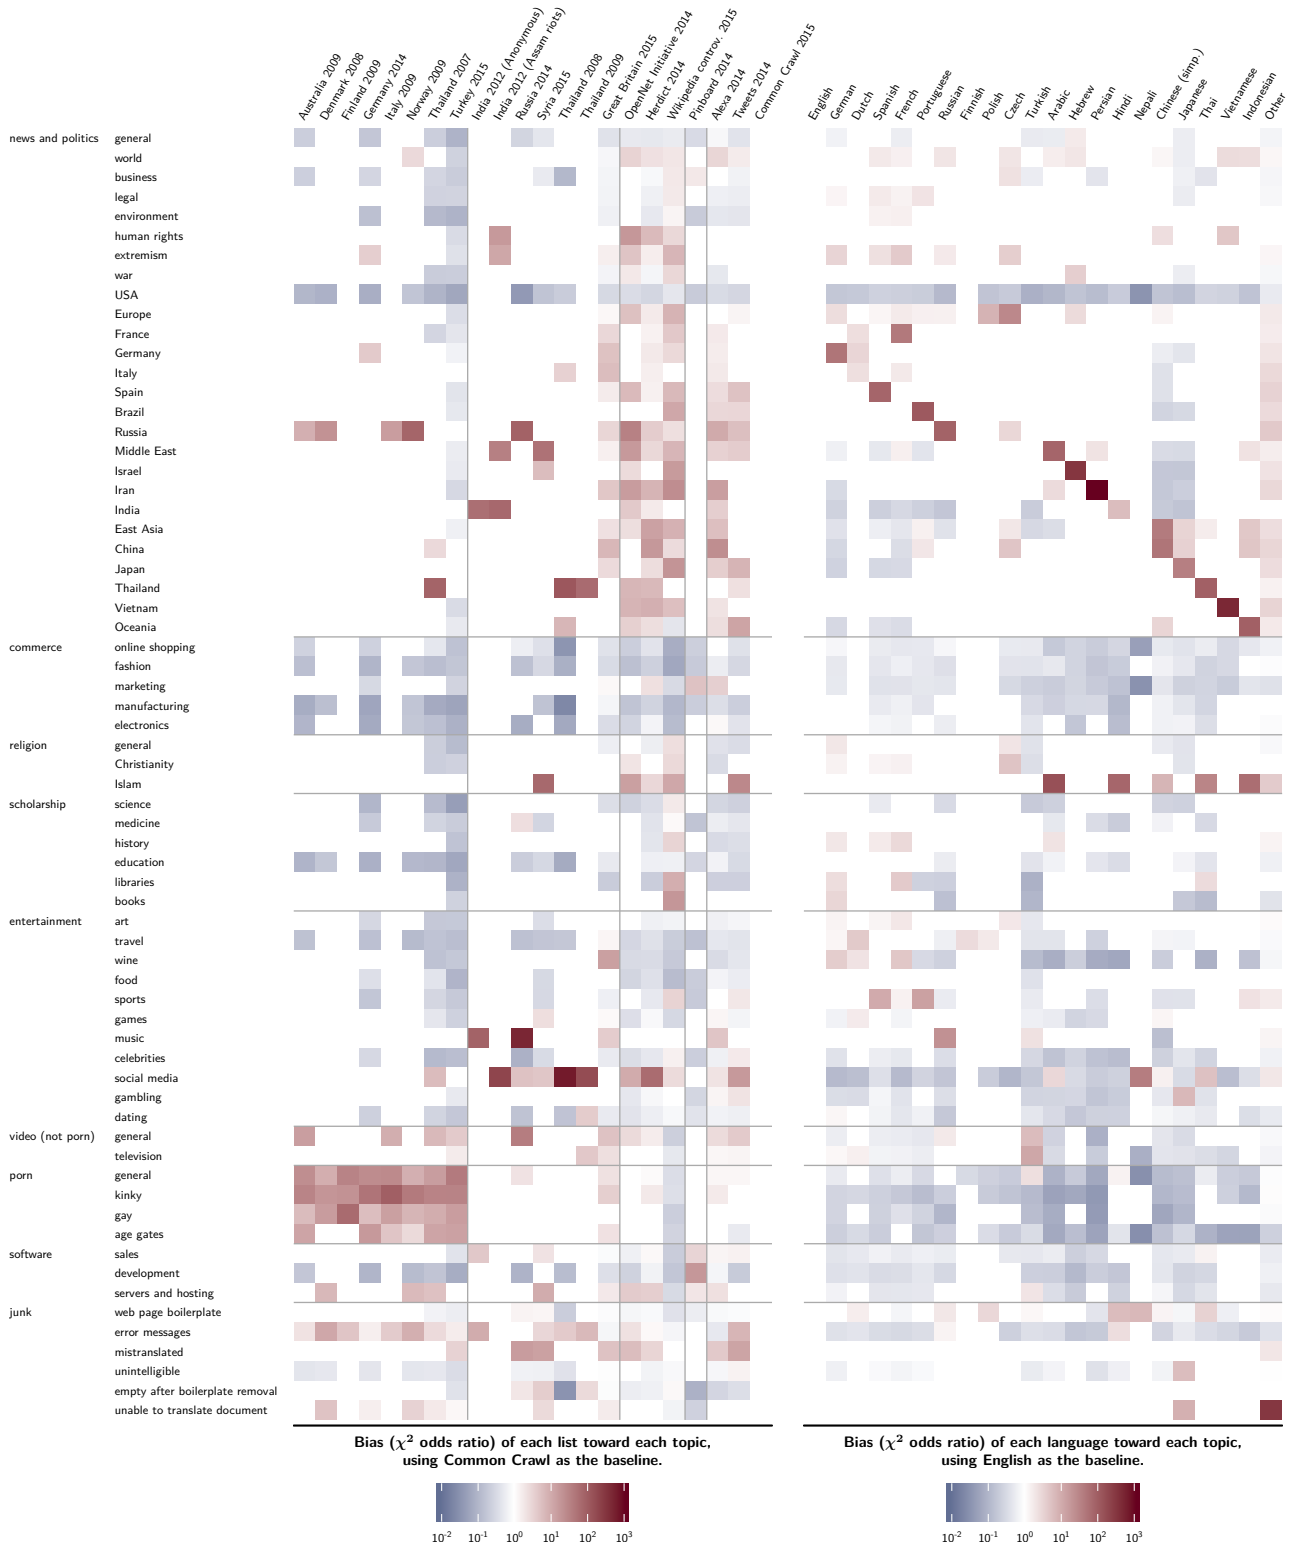 Australia 2009
Denmark 2008
Finland 2009
Germany 2014
Italy 2009
Norway 2009
Thailand 2007
Turkey 2015
India 2012 (Anonymous)
India 2012 (Assam riots)
Russia 2014
Syria 2015
Thailand 2008
Thailand 2009
Great Britain 2015
OpenNet Initiative 2014
Herdict 2014
Wikipedia controv. 2015
Pinboard 2014
Alexa 2014
Tweets 2014
Common Crawl 2015
English
German
Dutch
Spanish
French
Portuguese
Russian
Finnish
Polish
Czech
Turkish
Arabic
Hebrew
Persian
Hindi
Nepali
Chinese (simp.)
Japanese
Thai
Vietnamese
Indonesian
Other
news and politics general
world
business
legal
environment
human rights
extremism
war
USA
Europe
France
Germany
Italy
Spain
Brazil
Russia
Middle East
Israel
Iran
India
East Asia
China
Japan
Thailand
Vietnam
Oceania
commerce online shopping
fashion
marketing
manufacturing
electronics
religion general
Christianity
Islam
scholarship science
medicine
history
education
libraries
books
entertainment art
travel
wine
food
sports
games
music
celebrities
social media
gambling
dating
video (not porn) general
television
porn general
kinky
gay
age gates
software sales
development
servers and hosting
junk web page boilerplate
error messages
mistranslated
unintelligible
empty after boilerplate removal
unable to translate document
Bias (χ² odds ratio) of each list toward each topic,
using Common Crawl as the baseline.
10⁻² 10⁻¹ 10⁰ 10¹ 10² 10³
Bias (χ² odds ratio) of each language toward each topic,
using English as the baseline.
10⁻² 10⁻¹ 10⁰ 10¹ 10² 10³